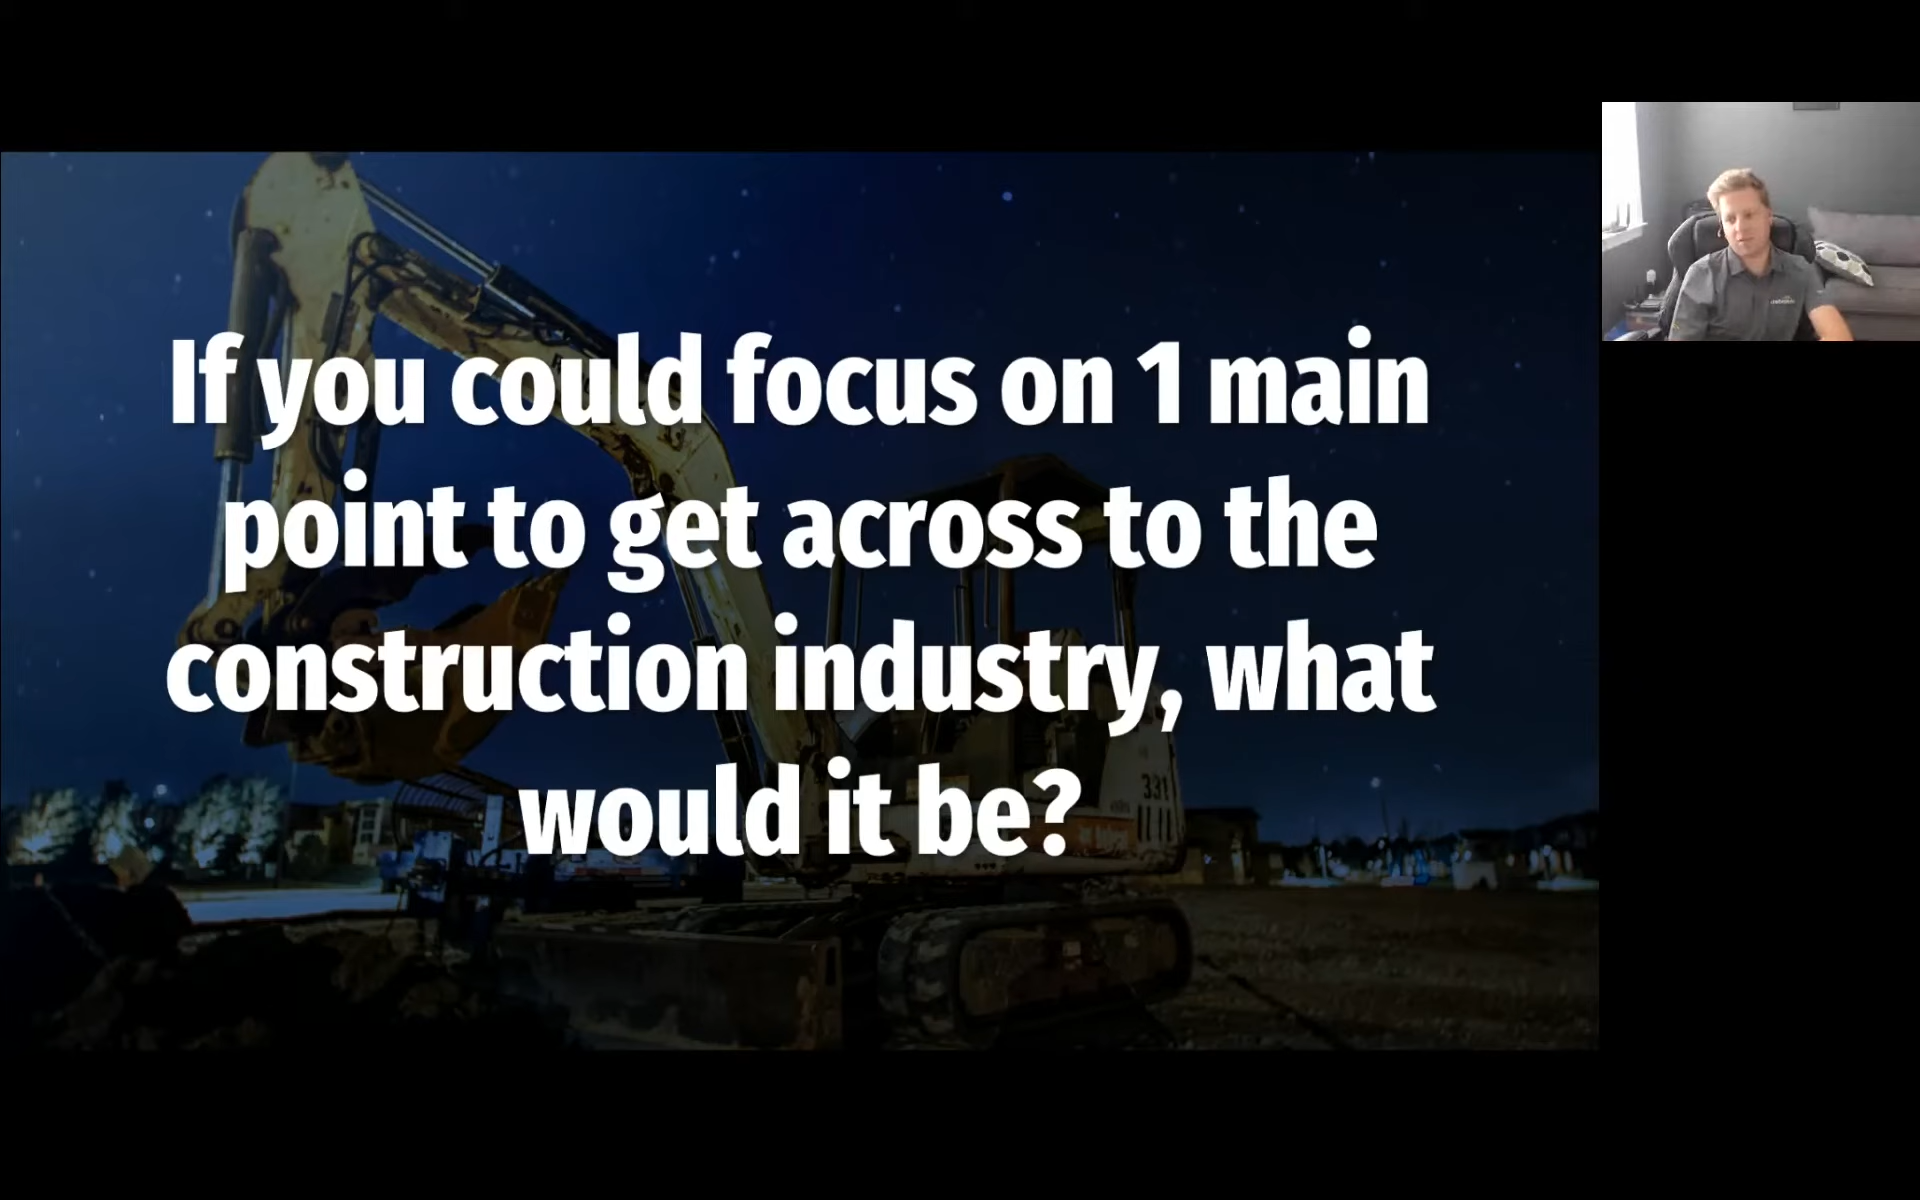 If you could focus on 1 main
point to get across to the
construction industry, what
would it be?
331